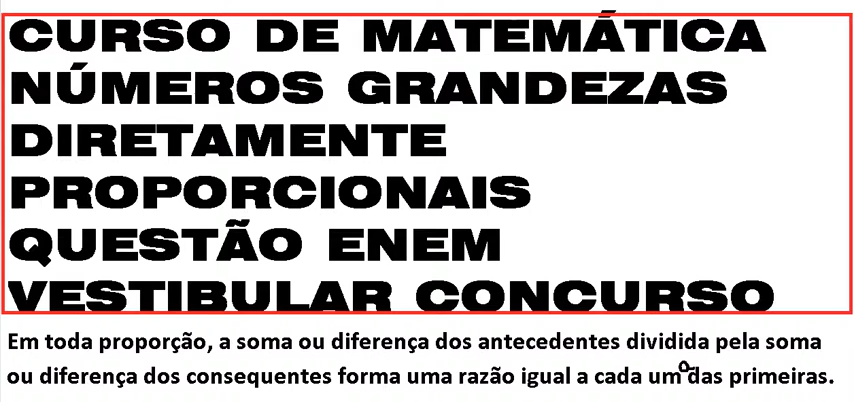 CURSO DE MATEMÁTICA
NÚMEROS GRANDEZAS
DIRETAMENTE
PROPORCIONAIS
QUESTÃO ENEM
VESTIBULAR CONCURSO
Em toda proporção, a soma ou diferença dos antecedentes dividida pela soma
ou diferença dos consequentes forma uma razão igual a cada um das primeiras.